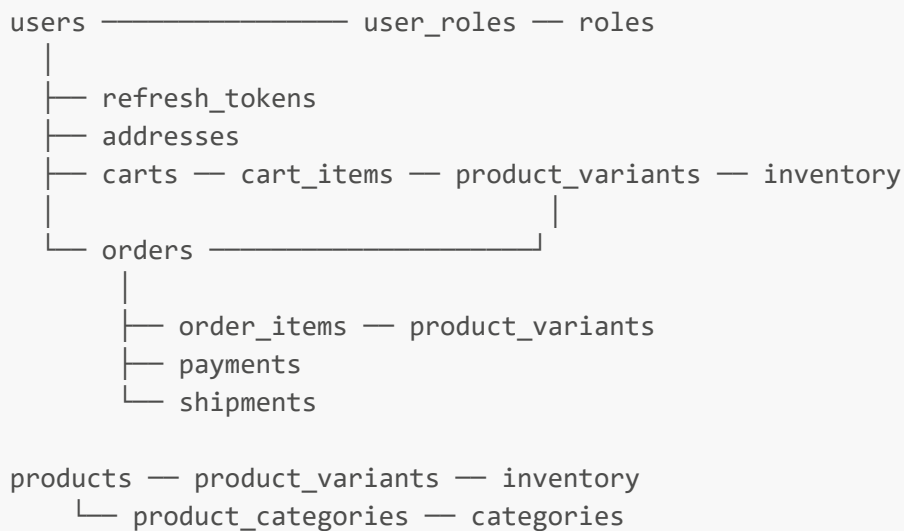 users ──────────────── user_roles ── roles
  │
  ├── refresh_tokens
  ├── addresses
  ├── carts ── cart_items ── product_variants ── inventory
  │                                │
  └── orders ──────────────────────┘
       │
       ├── order_items ── product_variants
       ├── payments
       └── shipments

products ── product_variants ── inventory
    └── product_categories ── categories